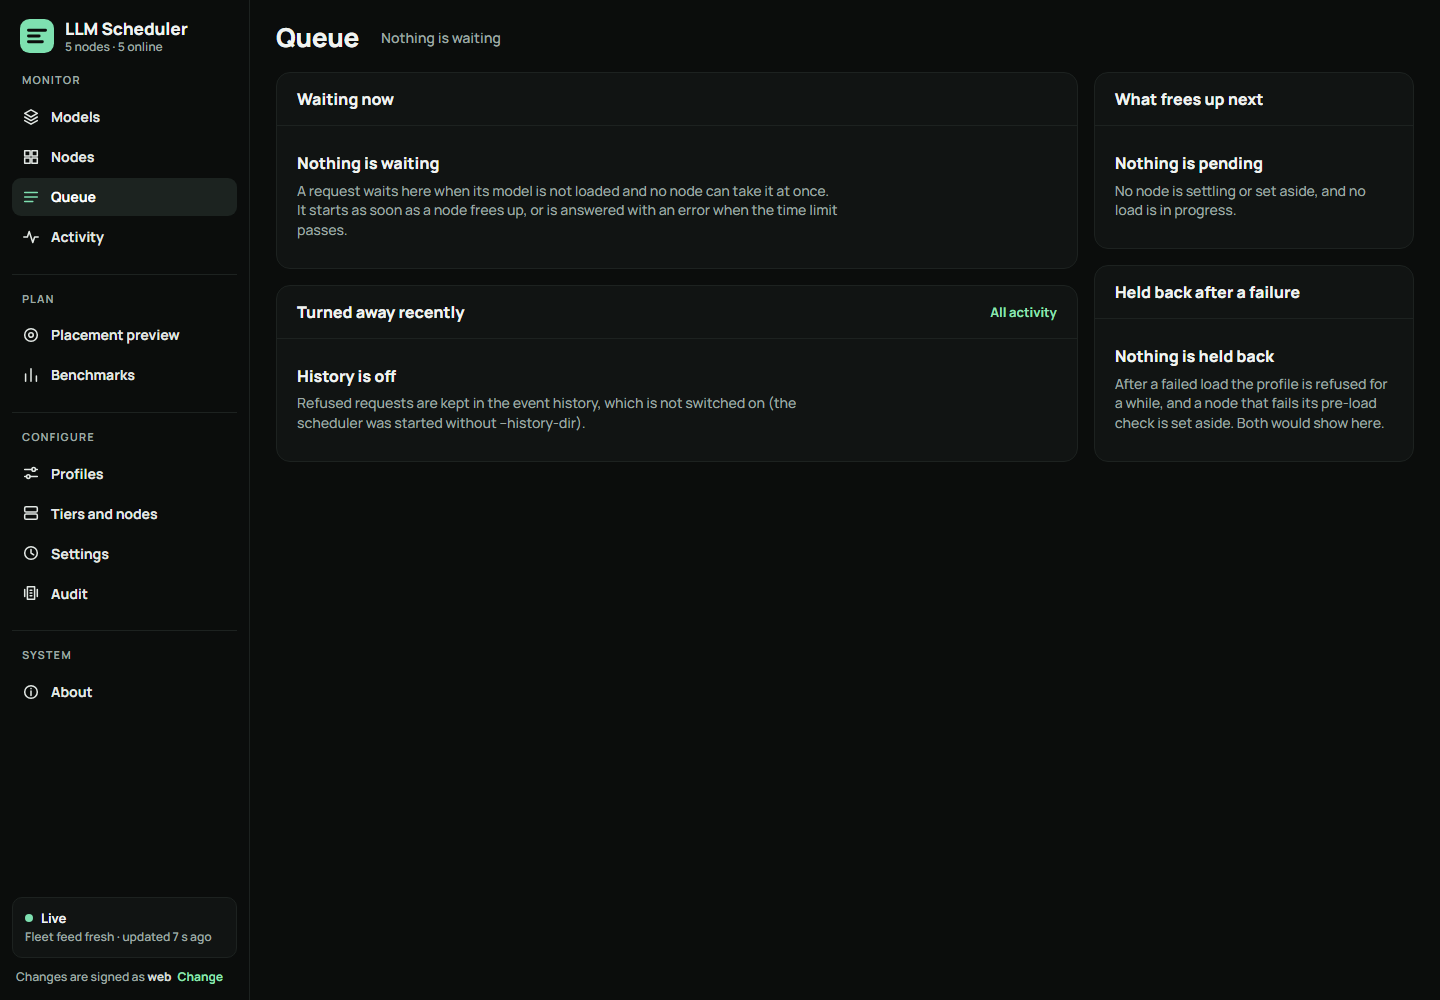 LLM Scheduler
5 nodes · 5 online
MONITOR
Models
Nodes
Queue
Activity
PLAN
Placement preview
Benchmarks
CONFIGURE
Profiles
Tiers and nodes
Settings
Audit
SYSTEM
About
Live
Fleet feed fresh · updated 7 s ago
Changes are signed as web Change
Queue Nothing is waiting
Waiting now
Nothing is waiting
A request waits here when its model is not loaded and no node can take it at once.
It starts as soon as a node frees up, or is answered with an error when the time limit
passes.
Turned away recently All activity
History is off
Refused requests are kept in the event history, which is not switched on (the
scheduler was started without –history-dir).
What frees up next
Nothing is pending
No node is settling or set aside, and no
load is in progress.
Held back after a failure
Nothing is held back
After a failed load the profile is refused for
a while, and a node that fails its pre-load
check is set aside. Both would show here.